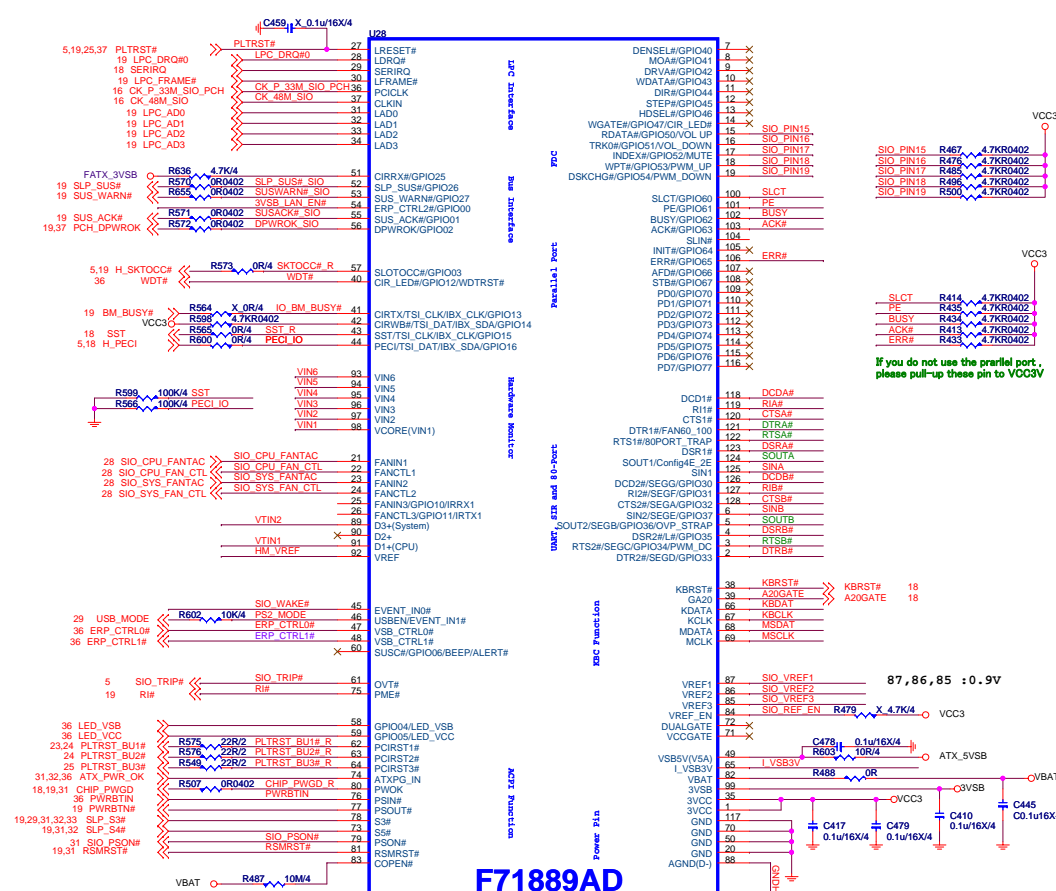 C459 X_0.1u/16X/4
U28
5,19,25,37 PLTRST# PLTRST# 27 LRESET#
19 LPC_DRQ#0 LPC_DRQ#0 28 LDRQ#
18 SERIRQ 29 SERIRQ
19 LPC_FRAME# 30 LFRAME#
16 CK_P_33M_SIO_PCH CK_P_33M_SIO_PCH 36 PCICLK
16 CK_48M_SIO CK_48M_SIO 37 CLKIN
19 LPC_AD0 31 LAD0
19 LPC_AD1 32 LAD1
19 LPC_AD2 33 LAD2
19 LPC_AD3 34 LAD3
FATX_3VSB R636 4.7K/4 51 CIRRX#/GPIO25
19 SLP_SUS# R570 0R0402 SLP_SUS#_SIO 52 SLP_SUS#/GPIO26
19 SUS_WARN# R655 0R0402 SUSWARN#_SIO 53 SUS_WARN#/GPIO27
3VSB_LAN_EN# 54 ERP_CTRL2#/GPIO00
19 SUS_ACK# R571 0R0402 SUSACK#_SIO 55 SUS_ACK#/GPIO01
19,37 PCH_DPWROK R572 0R0402 DPWROK_SIO 56 DPWROK/GPIO02
5,19 H_SKTOCC# R573 0R/4 SKTOCC#_R 57 SLOTOCC#/GPIO03
36 WDT# WDT# 40 CIR_LED#/GPIO12/WDTRST#
19 BM_BUSY# R564 X_0R/4 IO_BM_BUSY# 41 CIRTX/TSI_CLK/IBX_CLK/GPIO13
VCC3 R598 4.7KR0402 42 CIRWB#/TSI_DAT/IBX_SDA/GPIO14
18 SST R565 0R/4 SST_R 43 SST/TSI_CLK/IBX_CLK/GPIO15
5,18 H_PECI R600 0R/4 PECI_IO 44 PECI/TSI_DAT/IBX_SDA/GPIO16
VIN6 93 VIN6
VIN5 94 VIN5
VIN4 95 VIN4
VIN3 96 VIN3
VIN2 97 VIN2
VIN1 98 VCORE(VIN1)
R599 100K/4 SST
R566 100K/4 PECI_IO
28 SIO_CPU_FANTAC SIO_CPU_FANTAC 21 FANIN1
28 SIO_CPU_FAN_CTL SIO_CPU_FAN_CTL 22 FANCTL1
28 SIO_SYS_FANTAC SIO_SYS_FANTAC 23 FANIN2
28 SIO_SYS_FAN_CTL SIO_SYS_FAN_CTL 24 FANCTL2
25 FANIN3/GPIO10/IRRX1
26 FANCTL3/GPIO11/IRTX1
VTIN2 89 D3+(System)
90 D2+
VTIN1 91 D1+(CPU)
HM_VREF 92 VREF
SIO_WAKE# 45 EVENT_IN0#
29 USB_MODE R602 10K/4 PS2_MODE 46 USBEN/EVENT_IN1#
36 ERP_CTRL0# ERP_CTRL0# 47 VSB_CTRL0#
36 ERP_CTRL1# ERP_CTRL1# 48 VSB_CTRL1#
60 SUSC#/GPIO06/BEEP/ALERT#
5 SIO_TRIP# SIO_TRIP# 61 OVT#
19 RI# RI# 75 PME#
36 LED_VSB 58 GPIO04/LED_VSB
36 LED_VCC 59 GPIO05/LED_VCC
23,24 PLTRST_BU1# R575 22R/2 PLTRST_BU1#_R 62 PCIRST1#
24 PLTRST_BU2# R576 22R/2 PLTRST_BU2#_R 63 PCIRST2#
25 PLTRST_BU3# R549 22R/2 PLTRST_BU3#_R 64 PCIRST3#
31,32,36 ATX_PWR_OK 74 ATXPG_IN
18,19,31 CHIP_PWGD R507 0R0402 CHIP_PWGD_R 80 PWOK
36 PWRBTIN PWRBTIN 76 PSIN#
19 PWRBTN# 77 PSOUT#
19,29,31,32,33 SLP_S3# 78 S3#
19,31,32 SLP_S4# 73 S5#
31 SIO_PSON# SIO_PSON# 79 PSON#
19,31 RSMRST# RSMRST# 81 RSMRST#
VBAT R487 10M/4 83 COPEN#
LPC Interface
FDC
Bus Interface
Parallel Port
Hardware Monitor
UART, SIR and 80-Port
KBC Function
ACPI Function
Power Pin
DENSEL#/GPIO40 7
MOA#/GPIO41 8
DRVA#/GPIO42 9
WDATA#/GPIO43 10
DIR#/GPIO44 11
STEP#/GPIO45 12
HDSEL#/GPIO46 13
WGATE#/GPIO47/CIR_LED# 14
RDATA#/GPIO50/VOL UP 15 SIO_PIN15
TRK0#/GPIO51/VOL_DOWN 16 SIO_PIN16
INDEX#/GPIO52/MUTE 17 SIO_PIN17
WPT#/GPIO53/PWM_UP 18 SIO_PIN18
DSKCHG#/GPIO54/PWM_DOWN 19 SIO_PIN19
SLCT/GPIO60 100 SLCT
PE/GPIO61 101 PE
BUSY/GPIO62 102 BUSY
ACK#/GPIO63 103 ACK#
SLIN# 104
INIT#/GPIO64 105
ERR#/GPIO65 106 ERR#
AFD#/GPIO66 107
STB#/GPIO67 108
PD0/GPIO70 109
PD1/GPIO71 110
PD2/GPIO72 111
PD3/GPIO73 112
PD4/GPIO74 113
PD5/GPIO75 114
PD6/GPIO76 115
PD7/GPIO77 116
DCD1# 118 DCDA#
RI1# 119 RIA#
CTS1# 120 CTSA#
DTR1#/FAN60_100 121 DTRA#
RTS1#/80PORT_TRAP 122 RTSA#
DSR1# 123 DSRA#
SOUT1/Config4E_2E 124 SOUTA
SIN1 125 SINA
DCD2#/SEGG/GPIO30 126 DCDB#
RI2#/SEGF/GPIO31 127 RIB#
CTS2#/SEGA/GPIO32 128 CTSB#
SIN2/SEGE/GPIO37 6 SINB
SOUT2/SEGB/GPIO36/OVP_STRAP 5 SOUTB
DSR2#/L#/GPIO35 4 DSRB#
RTS2#/SEGC/GPIO34/PWM_DC 3 RTSB#
DTR2#/SEGD/GPIO33 2 DTRB#
KBRST# 38 KBRST# KBRST# 18
GA20 39 A20GATE A20GATE 18
KDATA 66 KBDAT
KCLK 67 KBCLK
MDATA 68 MSDAT
MCLK 69 MSCLK
VREF1 87 SIO_VREF1
VREF2 86 SIO_VREF2
VREF3 85 SIO_VREF3
VREF_EN 84 SIO_REF_EN R479 X_4.7K/4 VCC3
87,86,85 :0.9V
DUALGATE 72
VCCGATE 71
C478 0.1u/16X/4
VSB5V(V5A) 49 R603 10R/4 ATX_5VSB
I_VSB3V 65 I_VSB3V
VBAT 82 R488 0R VBAT
3VSB 99 3VSB
3VCC 35 VCC3
3VCC 1
GND 117
GND 70
GND 50
GND 20
AGND(D-) 88
GND
C417 0.1u/16X/4
C479 0.1u/16X/4
C410 0.1u/16X/4
C445 C0.1u16X
VCC3
SIO_PIN15 R467 4.7KR0402
SIO_PIN16 R476 4.7KR0402
SIO_PIN17 R485 4.7KR0402
SIO_PIN18 R496 4.7KR0402
SIO_PIN19 R500 4.7KR0402
VCC3
SLCT R414 4.7KR0402
PE R435 4.7KR0402
BUSY R434 4.7KR0402
ACK# R413 4.7KR0402
ERR# R433 4.7KR0402
If you do not use the prarllel port ,
please pull-up these pin to VCC3V
F71889AD